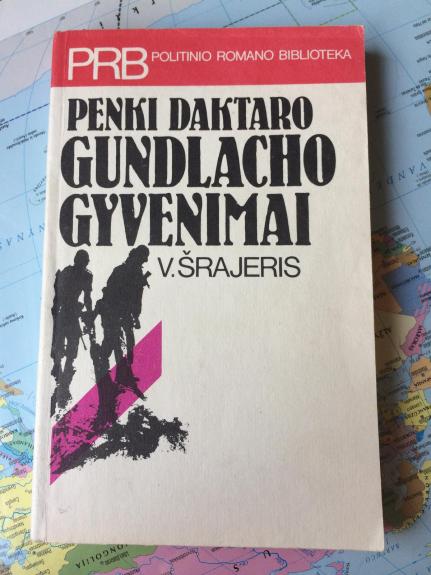 PRB POLITINIO ROMANO BIBLIOTEKA
PENKI DAKTARO
GUNDLACHO
GYVENIMAI
V. ŠRAJERIS